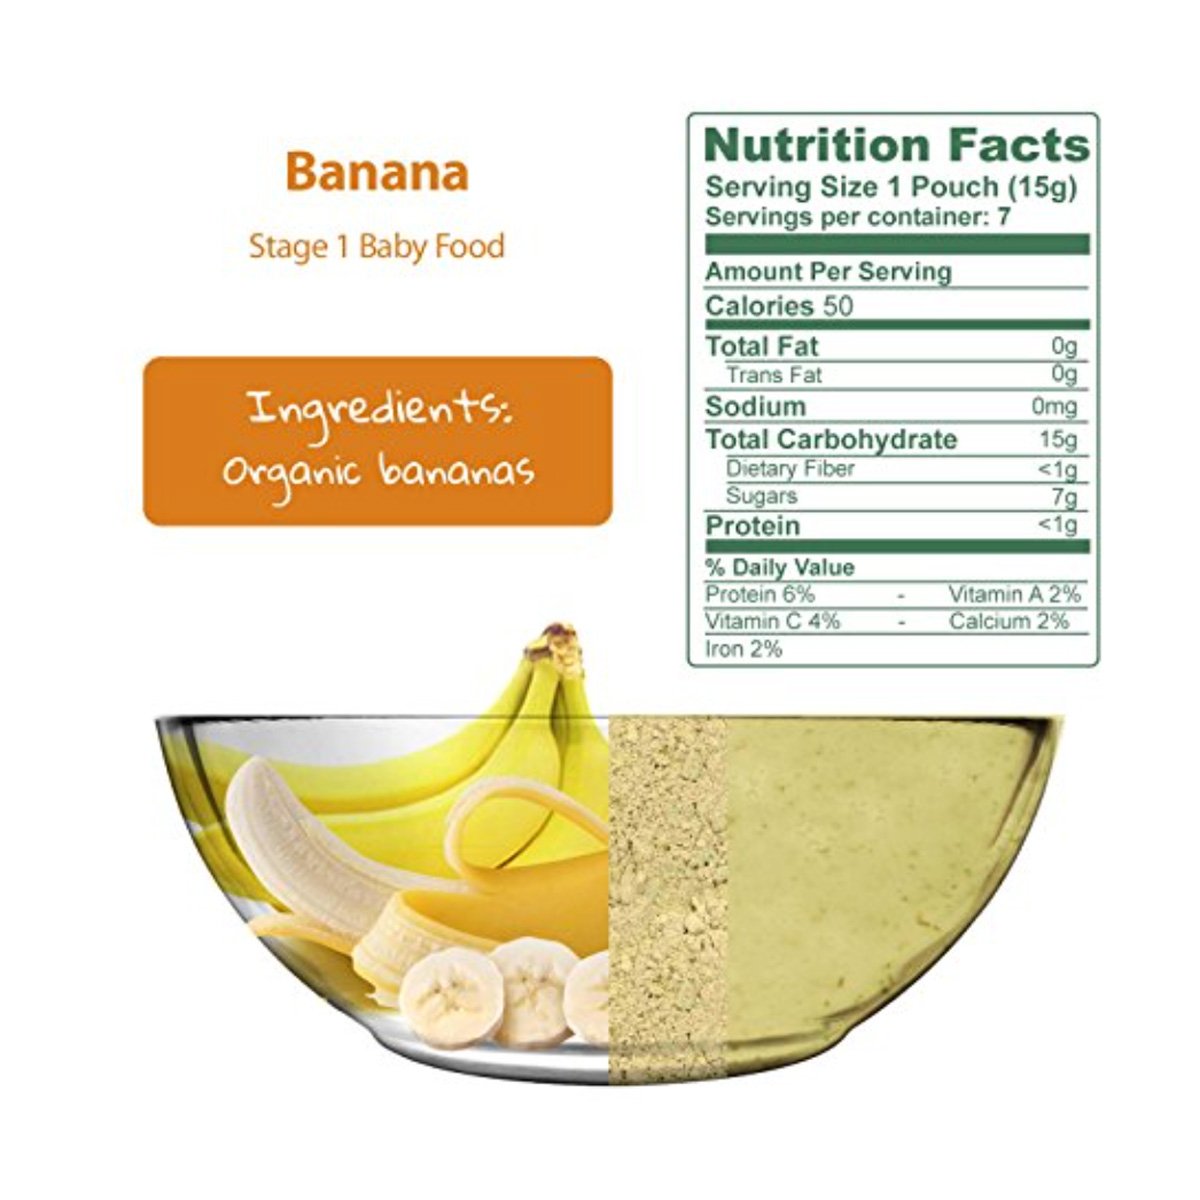 Banana
Stage 1 Baby Food
Ingredients:
Organic bananas
Nutrition Facts
Serving Size 1 Pouch (15g)
Servings per container: 7
Amount Per Serving
Calories 50
Total Fat 0g
Trans Fat 0g
Sodium 0mg
Total Carbohydrate 15g
Dietary Fiber <1g
Sugars 7g
Protein <1g
% Daily Value
Protein 6% - Vitamin A 2%
Vitamin C 4% - Calcium 2%
Iron 2%